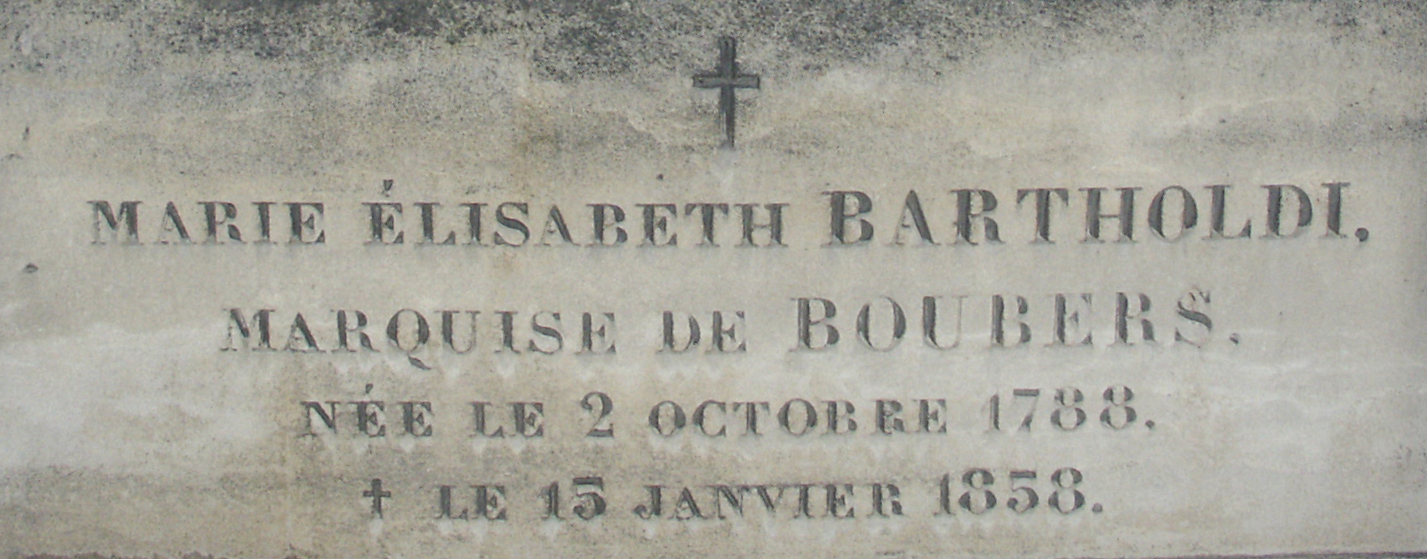 MARIE ÉLISABETH BARTHOLDI,
MARQUISE DE BOUBERS.
NÉE LE 2 OCTOBRE 1788.
† LE 15 JANVIER 1858.